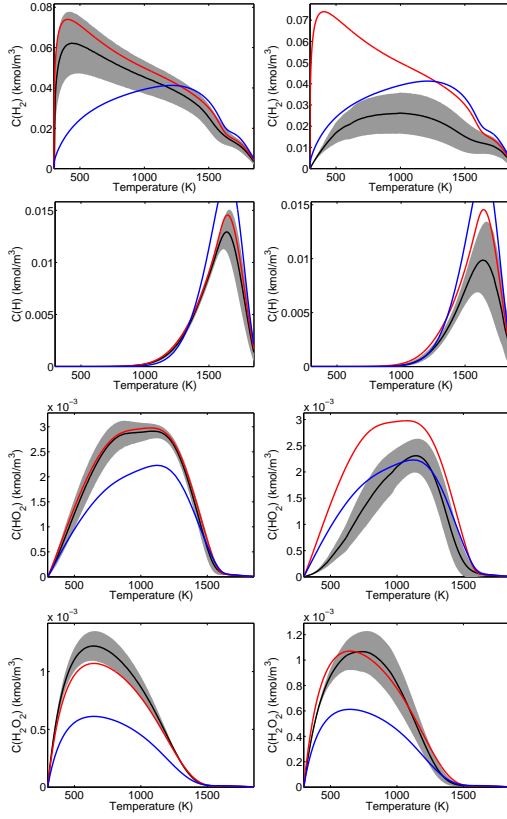 0.08
0.06
0.04
0.02
0
C(H2) (kmol/m3)
500 1000 1500
Temperature (K)
0.07
0.06
0.05
0.04
0.03
0.02
0.01
0
C(H2) (kmol/m3)
500 1000 1500
Temperature (K)
0.015
0.01
0.005
0
C(H) (kmol/m3)
500 1000 1500
Temperature (K)
0.015
0.01
0.005
0
C(H) (kmol/m3)
500 1000 1500
Temperature (K)
x 10−3
3
2.5
2
1.5
1
0.5
0
C(HO2) (kmol/m3)
500 1000 1500
Temperature (K)
x 10−3
3
2.5
2
1.5
1
0.5
0
C(HO2) (kmol/m3)
500 1000 1500
Temperature (K)
x 10−3
1
0.5
0
C(H2O2) (kmol/m3)
500 1000 1500
Temperature (K)
x 10−3
1.2
1
0.8
0.6
0.4
0.2
0
C(H2O2) (kmol/m3)
500 1000 1500
Temperature (K)